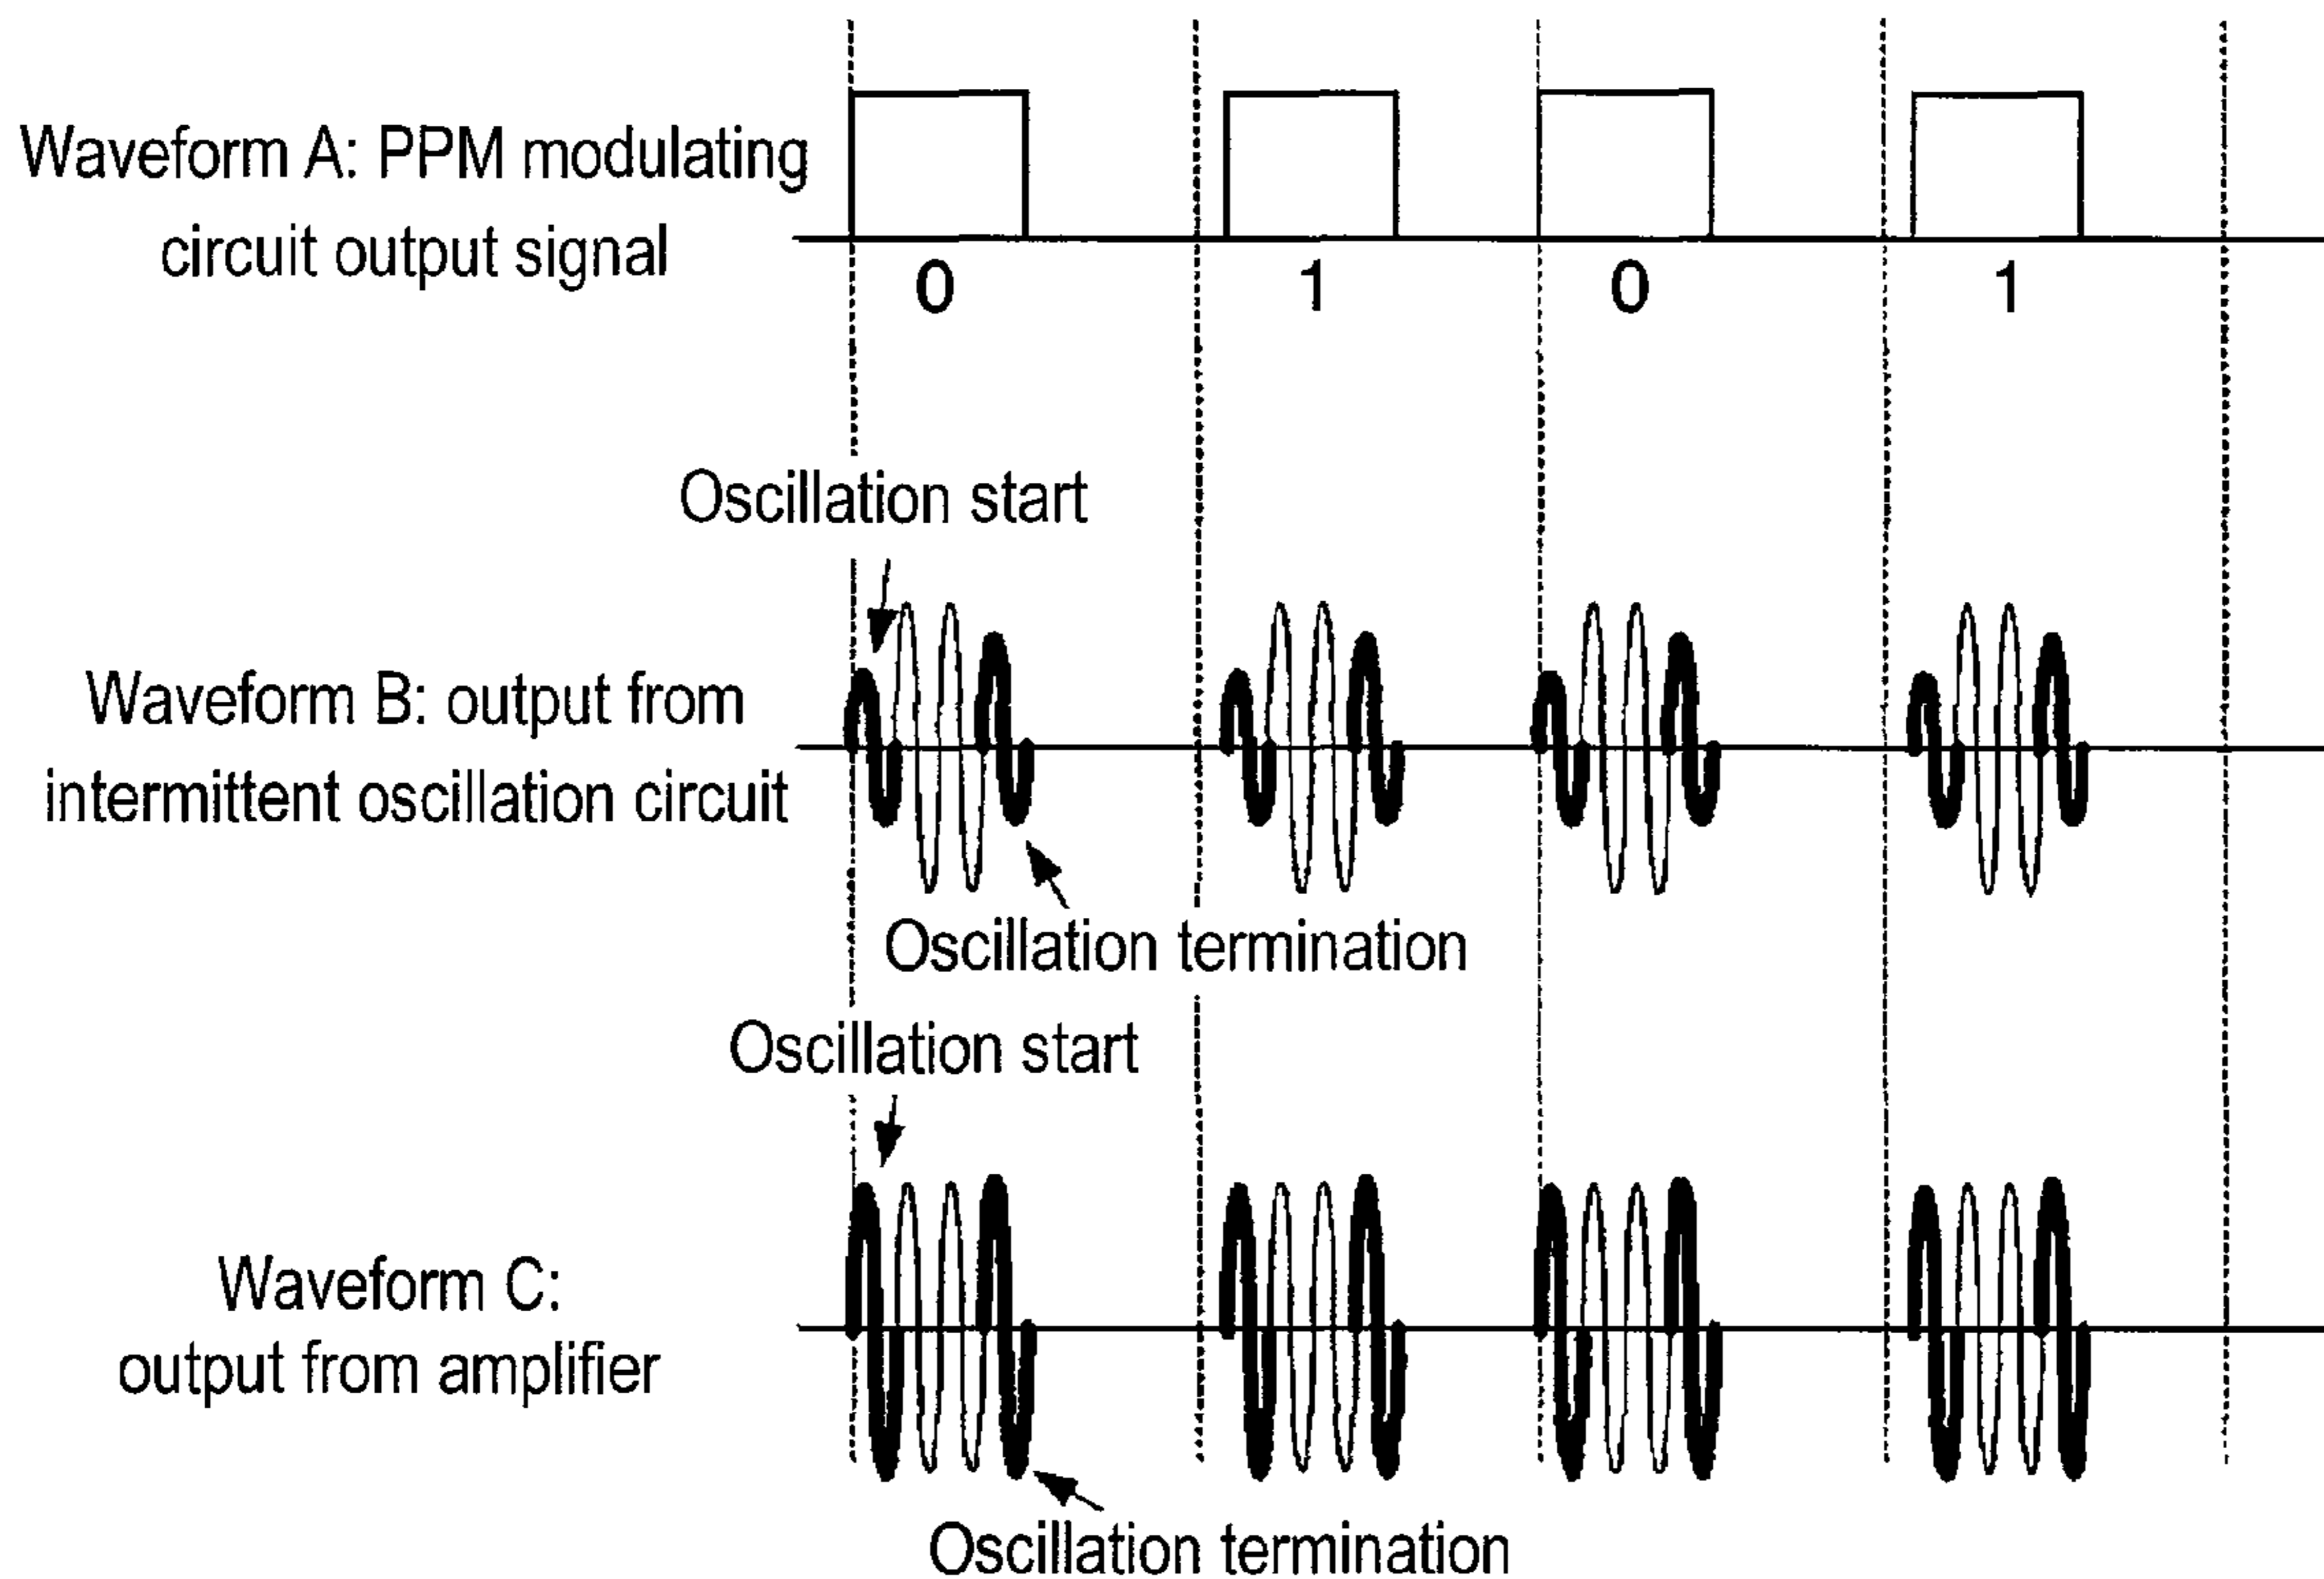 Waveform A: PPM modulating
circuit output signal
0 1 0 1
Oscillation start
Waveform B: output from
intermittent oscillation circuit
Oscillation termination
Oscillation start
Waveform C:
output from amplifier
Oscillation termination